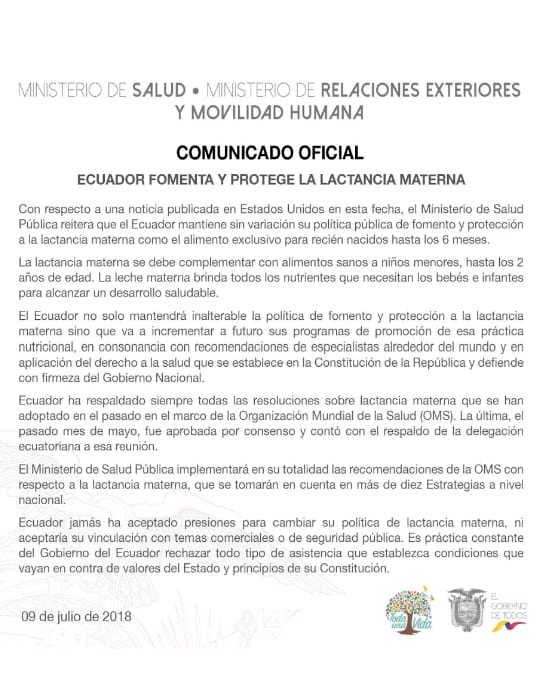 MINISTERIO DE SALUD • MINISTERIO DE RELACIONES EXTERIORES
Y MOVILIDAD HUMANA
COMUNICADO OFICIAL
ECUADOR FOMENTA Y PROTEGE LA LACTANCIA MATERNA
Con respecto a una noticia publicada en Estados Unidos en esta fecha, el Ministerio de Salud
Pública reitera que el Ecuador mantiene sin variación su política pública de fomento y protección
a la lactancia materna como el alimento exclusivo para recién nacidos hasta los 6 meses.
La lactancia materna se debe complementar con alimentos sanos a niños menores, hasta los 2
años de edad. La leche materna brinda todos los nutrientes que necesitan los bebés e infantes
para alcanzar un desarrollo saludable.
El Ecuador no solo mantendrá inalterable la política de fomento y protección a la lactancia
materna sino que va a incrementar a futuro sus programas de promoción de esa práctica
nutricional, en consonancia con recomendaciones de especialistas alrededor del mundo y en
aplicación del derecho a la salud que se establece en la Constitución de la República y defiende
con firmeza del Gobierno Nacional.
Ecuador ha respaldado siempre todas las resoluciones sobre lactancia materna que se han
adoptado en el pasado en el marco de la Organización Mundial de la Salud (OMS). La última, el
pasado mes de mayo, fue aprobada por consenso y contó con el respaldo de la delegación
ecuatoriana a esa reunión.
El Ministerio de Salud Pública implementará en su totalidad las recomendaciones de la OMS con
respecto a la lactancia materna, que se tomarán en cuenta en más de diez Estrategias a nivel
nacional.
Ecuador jamás ha aceptado presiones para cambiar su política de lactancia materna, ni
aceptaría su vinculación con temas comerciales o de seguridad pública. Es práctica constante
del Gobierno del Ecuador rechazar todo tipo de asistencia que establezca condiciones que
vayan en contra de valores del Estado y principios de su Constitución.
09 de julio de 2018
Toda
una Vida
EL
GOBIERNO
DE TODOS